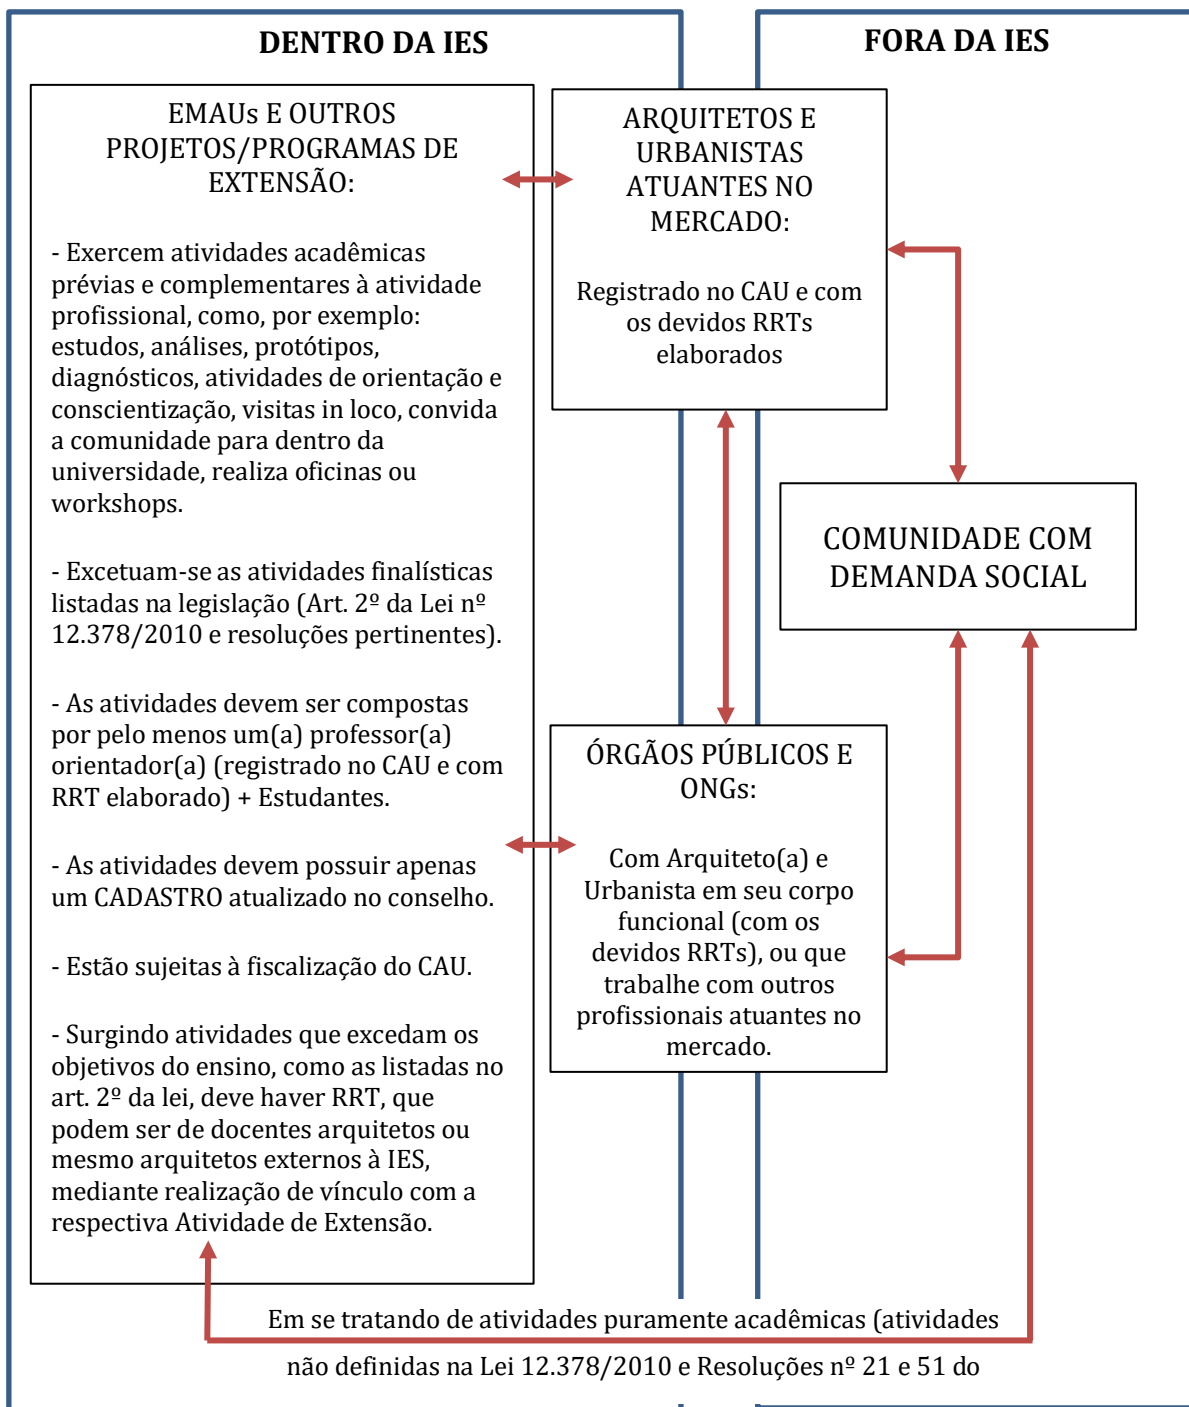 DENTRO DA IES
EMAUs E OUTROS
PROJETOS/PROGRAMAS DE
EXTENSÃO:
- Exercem atividades acadêmicas
prévias e complementares à atividade
profissional, como, por exemplo:
estudos, análises, protótipos,
diagnósticos, atividades de orientação e
conscientização, visitas in loco, convida
a comunidade para dentro da
universidade, realiza oficinas ou
workshops.
- Excetuam-se as atividades finalísticas
listadas na legislação (Art. 2º da Lei nº
12.378/2010 e resoluções pertinentes).
- As atividades devem ser compostas
por pelo menos um(a) professor(a)
orientador(a) (registrado no CAU e com
RRT elaborado) + Estudantes.
- As atividades devem possuir apenas
um CADASTRO atualizado no conselho.
- Estão sujeitas à fiscalização do CAU.
- Surgindo atividades que excedam os
objetivos do ensino, como as listadas no
art. 2º da lei, deve haver RRT, que
podem ser de docentes arquitetos ou
mesmo arquitetos externos à IES,
mediante realização de vínculo com a
respectiva Atividade de Extensão.
FORA DA IES
ARQUITETOS E
URBANISTAS
ATUANTES NO
MERCADO:
Registrado no CAU e com
os devidos RRTs
elaborados
COMUNIDADE COM
DEMANDA SOCIAL
ÓRGÃOS PÚBLICOS E
ONGs:
Com Arquiteto(a) e
Urbanista em seu corpo
funcional (com os
devidos RRTs), ou que
trabalhe com outros
profissionais atuantes no
mercado.
Em se tratando de atividades puramente acadêmicas (atividades
não definidas na Lei 12.378/2010 e Resoluções nº 21 e 51 do